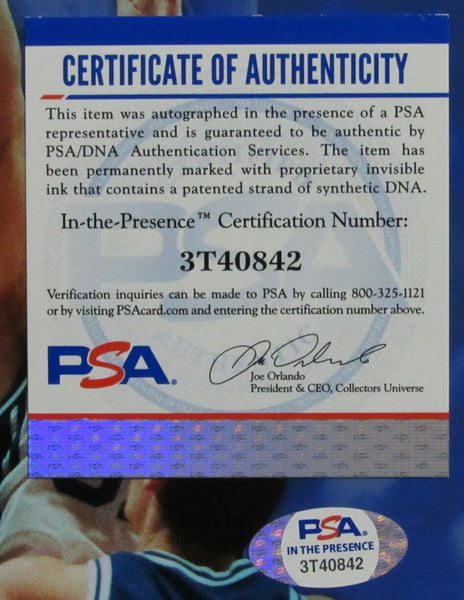 CERTIFICATE OF AUTHENTICITY
This item was autographed in the presence of a PSA
representative and is guaranteed to be authentic by
PSA/DNA Authentication Services. The item has
been permanently marked with proprietary invisible
ink that contains a patented strand of synthetic DNA.
In-the-Presence™ Certification Number:
3T40842
Verification inquiries can be made to PSA by calling 800-325-1121
or by visiting PSAcard.com and entering the certification number above.
PSA.
Joe Orlando
Joe Orlando
President & CEO, Collectors Universe
PSA.
IN THE PRESENCE
3T40842